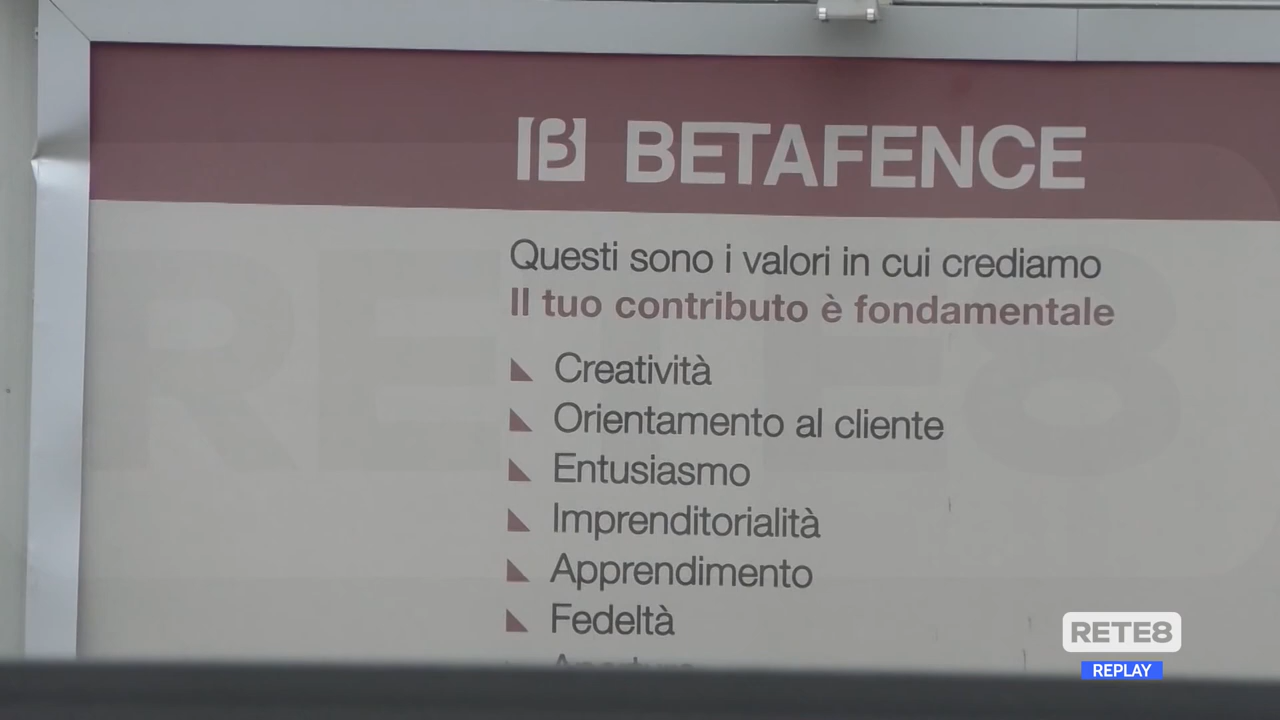 BETAFENCE
Questi sono i valori in cui crediamo
Il tuo contributo è fondamentale
Creatività
Orientamento al cliente
Entusiasmo
Imprenditorialità
Apprendimento
Fedeltà
RETE8
REPLAY